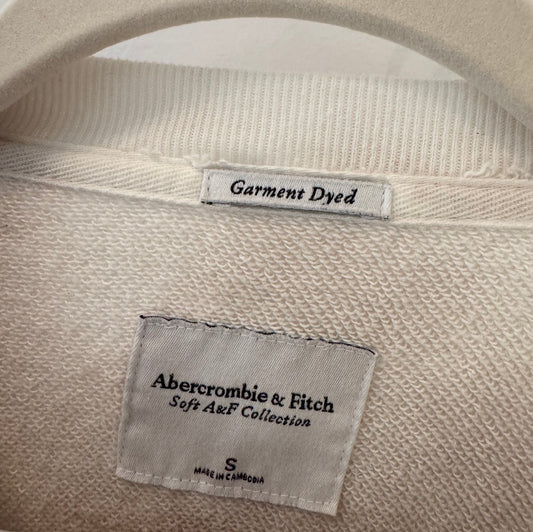 Garment Dyed
Abercrombie & Fitch
Soft A&F Collection
S
MADE IN CAMBODIA